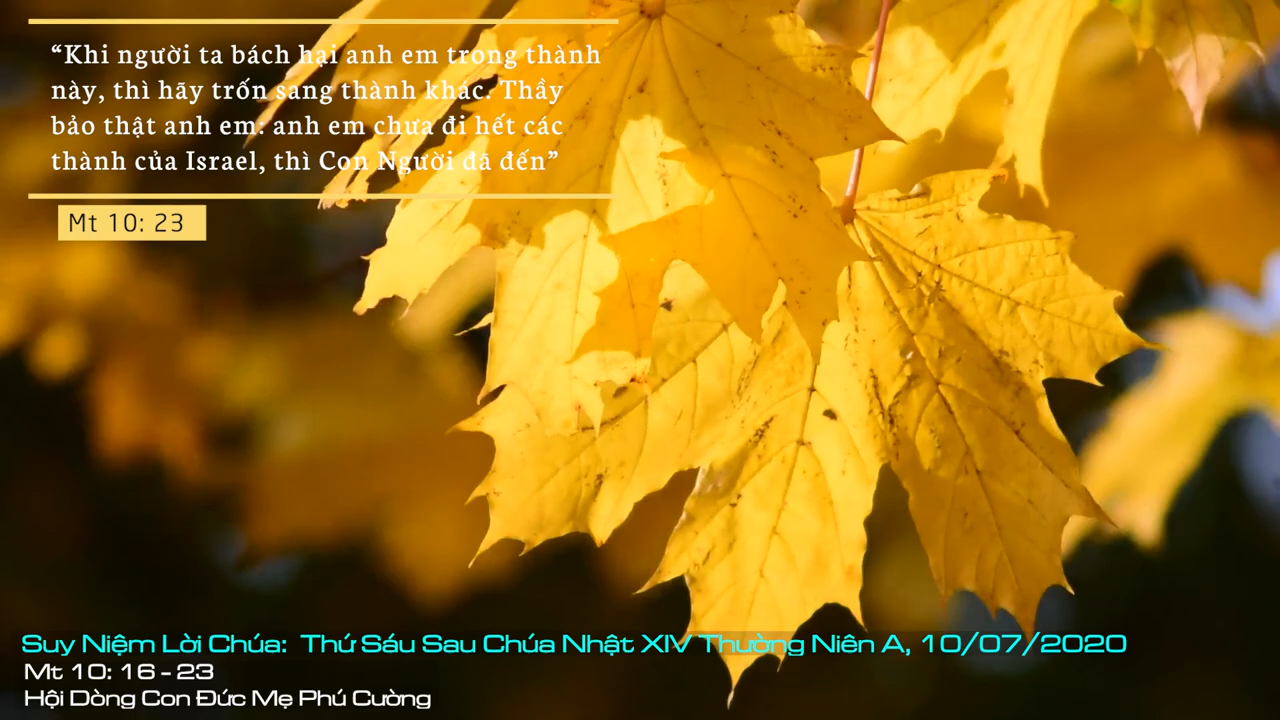 “Khi người ta bách hại anh em trong thành
này, thì hãy trốn sang thành khác. Thầy
bảo thật anh em: anh em chưa đi hết các
thành của Israel, thì Con Người đã đến”
Mt 10: 23
Suy Niệm Lời Chúa:  Thứ Sáu Sau Chúa Nhật XIV Thường Niên A, 10/07/2020
Mt 10: 16 - 23
Hội Dòng Con Đức Mẹ Phú Cường